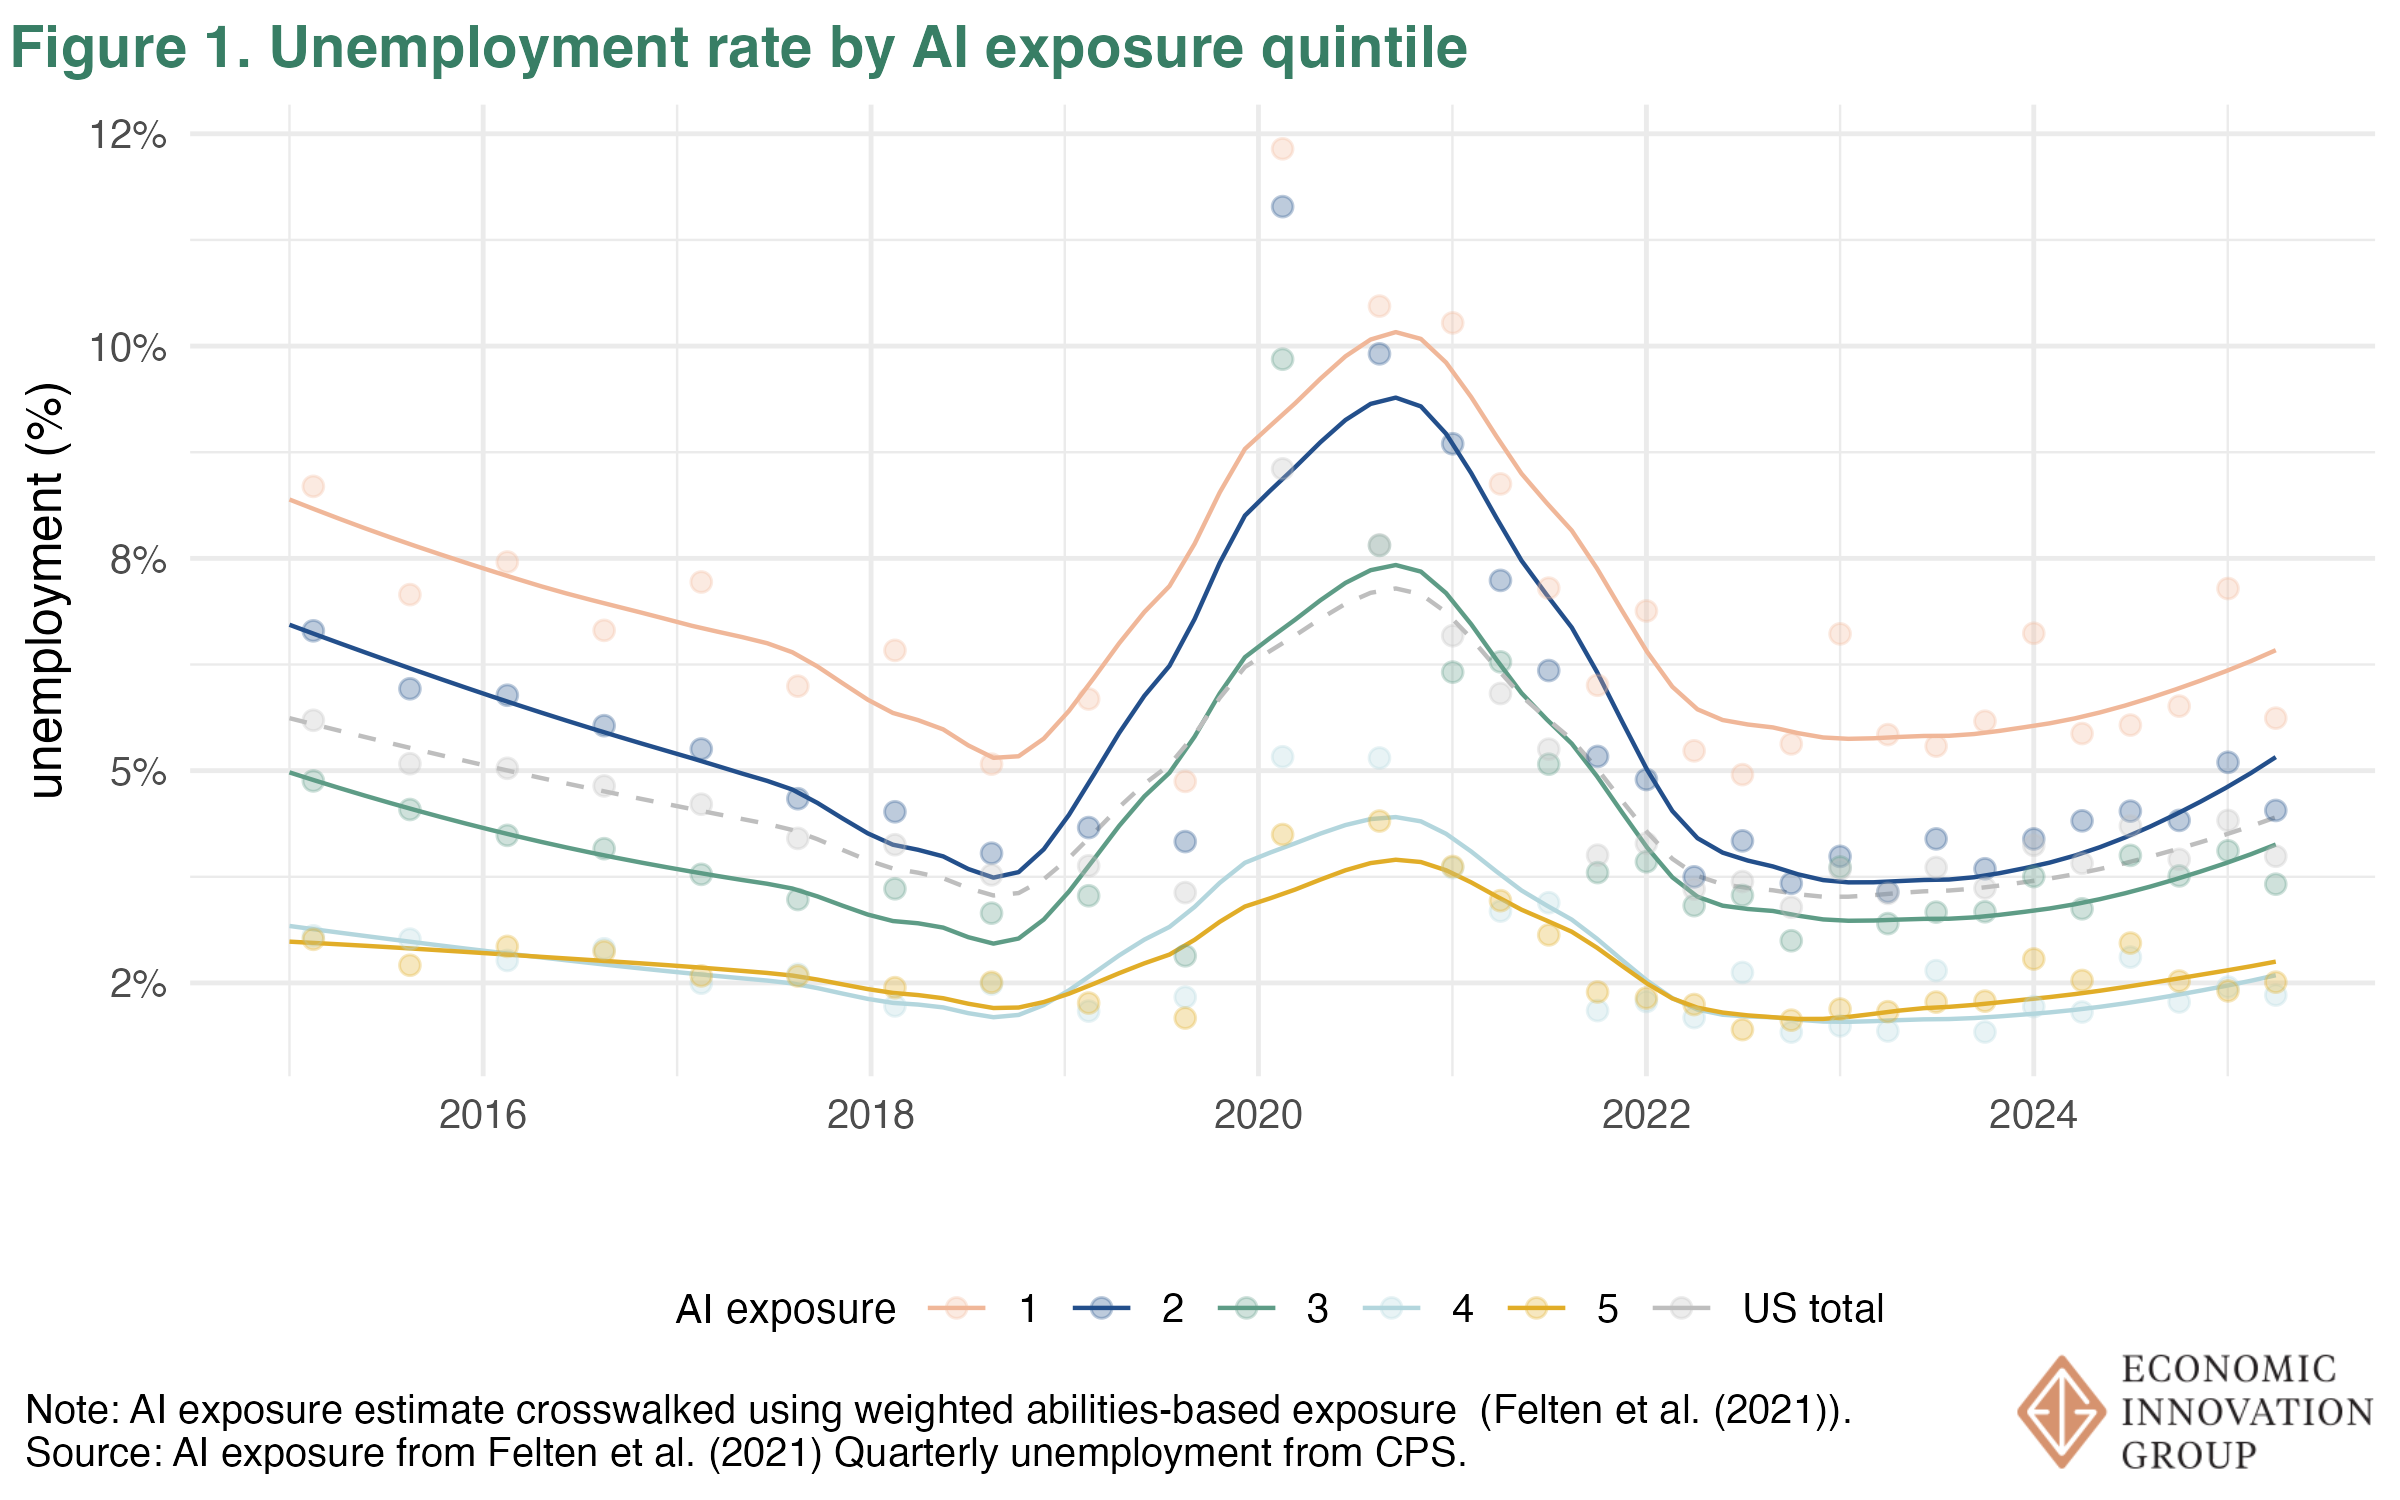 Figure 1. Unemployment rate by AI exposure quintile
unemployment (%)
12%
10%
8%
5%
2%
2016 2018 2020 2022 2024
AI exposure 1 2 3 4 5 US total
Note: AI exposure estimate crosswalked using weighted abilities-based exposure (Felten et al. (2021)).
Source: AI exposure from Felten et al. (2021) Quarterly unemployment from CPS.
ECONOMIC
INNOVATION
GROUP